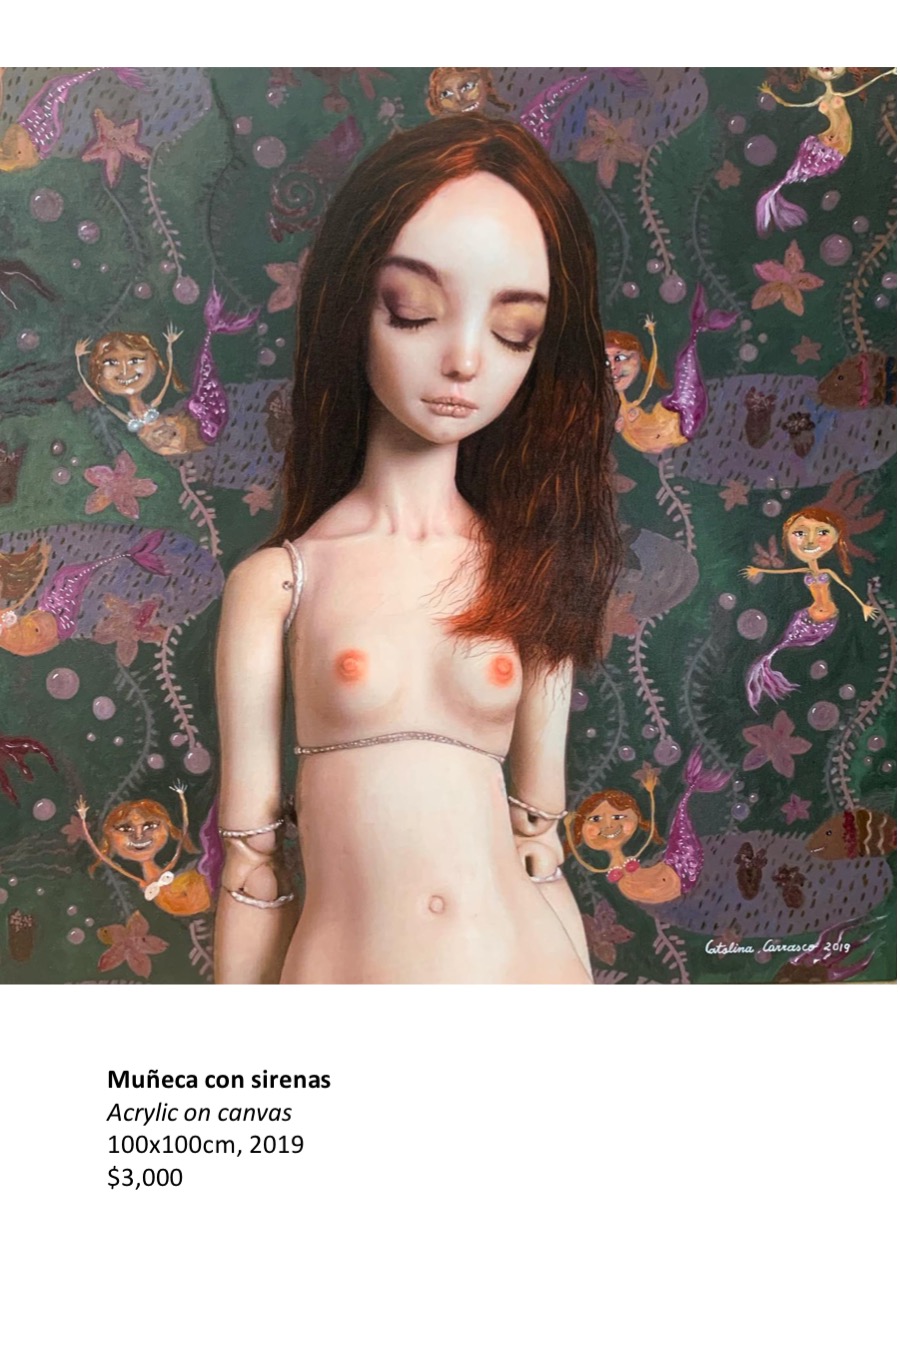 Catalina Carrasco 2019
Muñeca con sirenas
Acrylic on canvas
100x100cm, 2019
$3,000